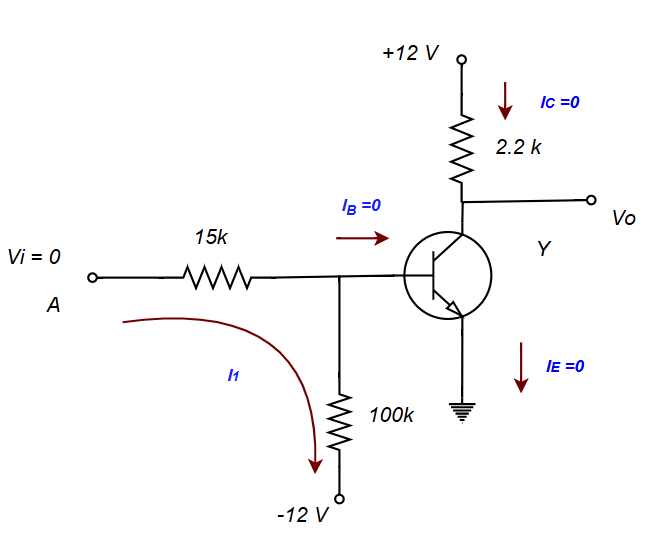 +12 V
IC =0
2.2 k
IB =0
15k
Vi = 0
Vo
Y
A
IE =0
I1
100k
-12 V